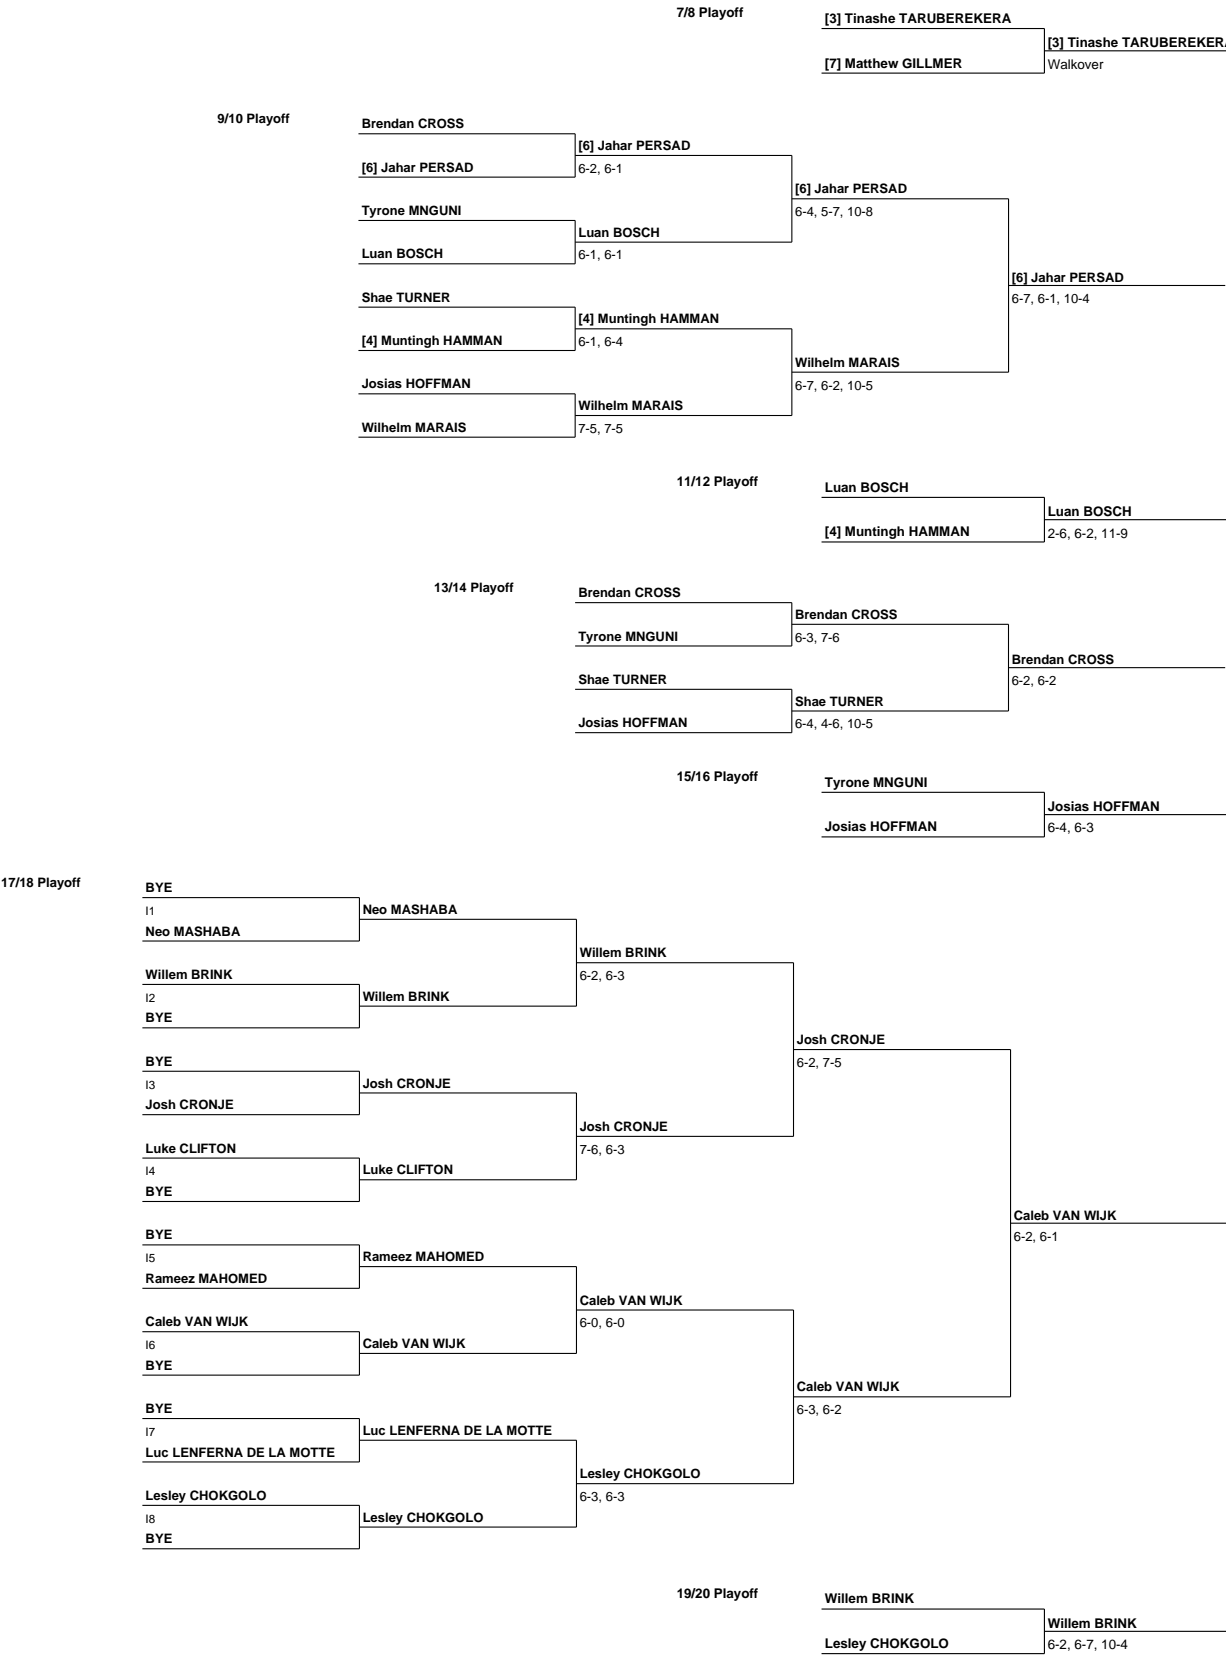 7/8 Playoff
[3] Tinashe TARUBEREKERA
[3] Tinashe TARUBEREKERA
[7] Matthew GILLMER
Walkover
9/10 Playoff
Brendan CROSS
[6] Jahar PERSAD
[6] Jahar PERSAD
6-2, 6-1
[6] Jahar PERSAD
Tyrone MNGUNI
6-4, 5-7, 10-8
Luan BOSCH
Luan BOSCH
6-1, 6-1
[6] Jahar PERSAD
Shae TURNER
6-7, 6-1, 10-4
[4] Muntingh HAMMAN
[4] Muntingh HAMMAN
6-1, 6-4
Wilhelm MARAIS
Josias HOFFMAN
6-7, 6-2, 10-5
Wilhelm MARAIS
Wilhelm MARAIS
7-5, 7-5
11/12 Playoff
Luan BOSCH
Luan BOSCH
[4] Muntingh HAMMAN
2-6, 6-2, 11-9
13/14 Playoff
Brendan CROSS
Brendan CROSS
Tyrone MNGUNI
6-3, 7-6
Brendan CROSS
Shae TURNER
6-2, 6-2
Shae TURNER
Josias HOFFMAN
6-4, 4-6, 10-5
15/16 Playoff
Tyrone MNGUNI
Josias HOFFMAN
Josias HOFFMAN
6-4, 6-3
17/18 Playoff
BYE
I1
Neo MASHABA
Neo MASHABA
Willem BRINK
Willem BRINK
6-2, 6-3
I2
Willem BRINK
BYE
Josh CRONJE
BYE
6-2, 7-5
I3
Josh CRONJE
Josh CRONJE
Josh CRONJE
Luke CLIFTON
7-6, 6-3
I4
Luke CLIFTON
BYE
Caleb VAN WIJK
BYE
6-2, 6-1
I5
Rameez MAHOMED
Rameez MAHOMED
Caleb VAN WIJK
Caleb VAN WIJK
6-0, 6-0
I6
Caleb VAN WIJK
BYE
Caleb VAN WIJK
BYE
6-3, 6-2
I7
Luc LENFERNA DE LA MOTTE
Luc LENFERNA DE LA MOTTE
Lesley CHOKGOLO
Lesley CHOKGOLO
6-3, 6-3
I8
Lesley CHOKGOLO
BYE
19/20 Playoff
Willem BRINK
Willem BRINK
Lesley CHOKGOLO
6-2, 6-7, 10-4